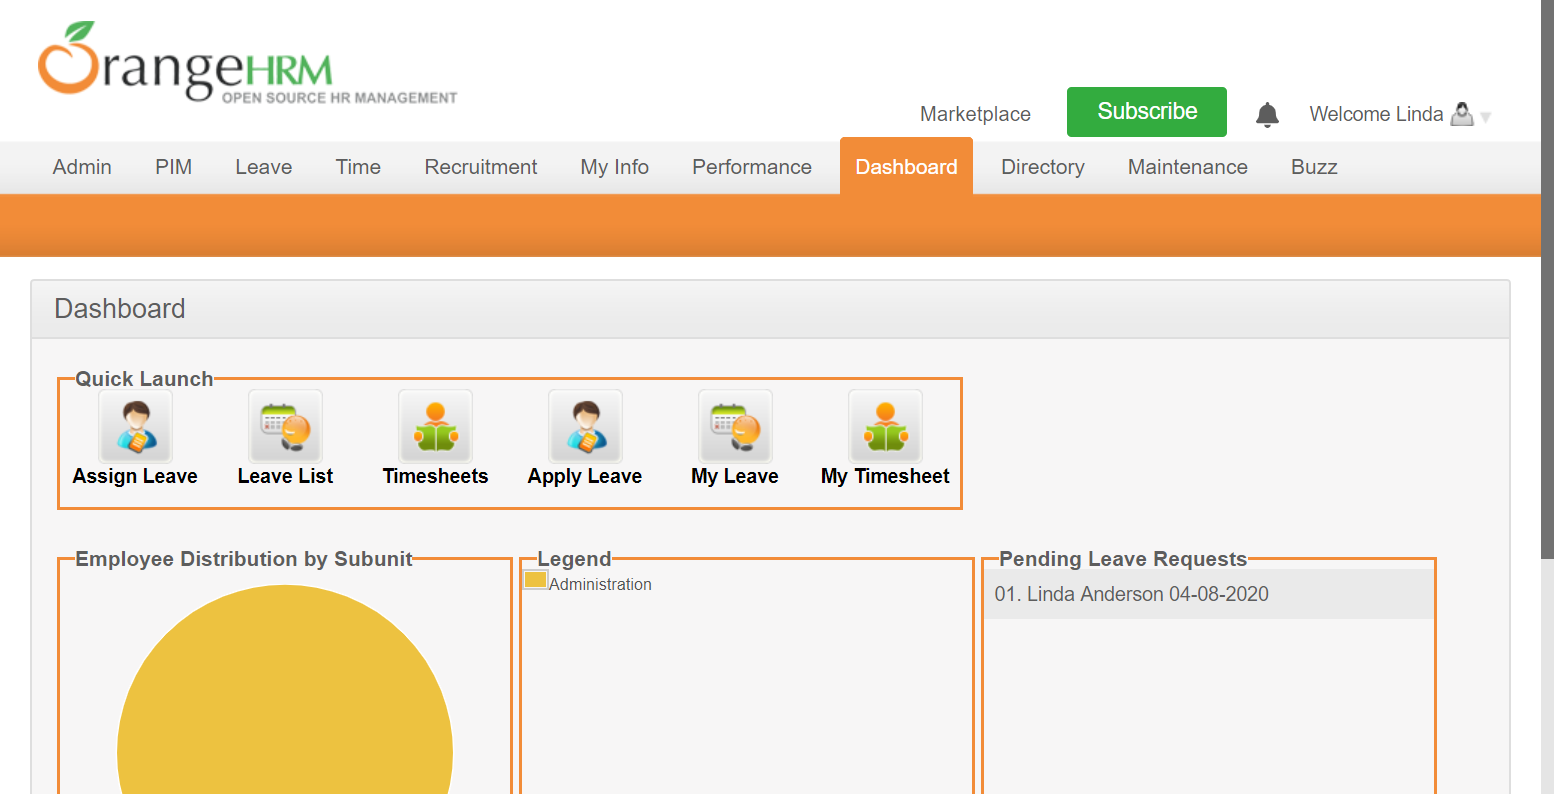 OrangeHRM
OPEN SOURCE HR MANAGEMENT
Marketplace
Subscribe
Welcome Linda
Admin PIM Leave Time Recruitment My Info Performance Dashboard Directory Maintenance Buzz
Dashboard
Quick Launch
Assign Leave Leave List Timesheets Apply Leave My Leave My Timesheet
Employee Distribution by Subunit
Legend
Administration
Pending Leave Requests
01. Linda Anderson 04-08-2020